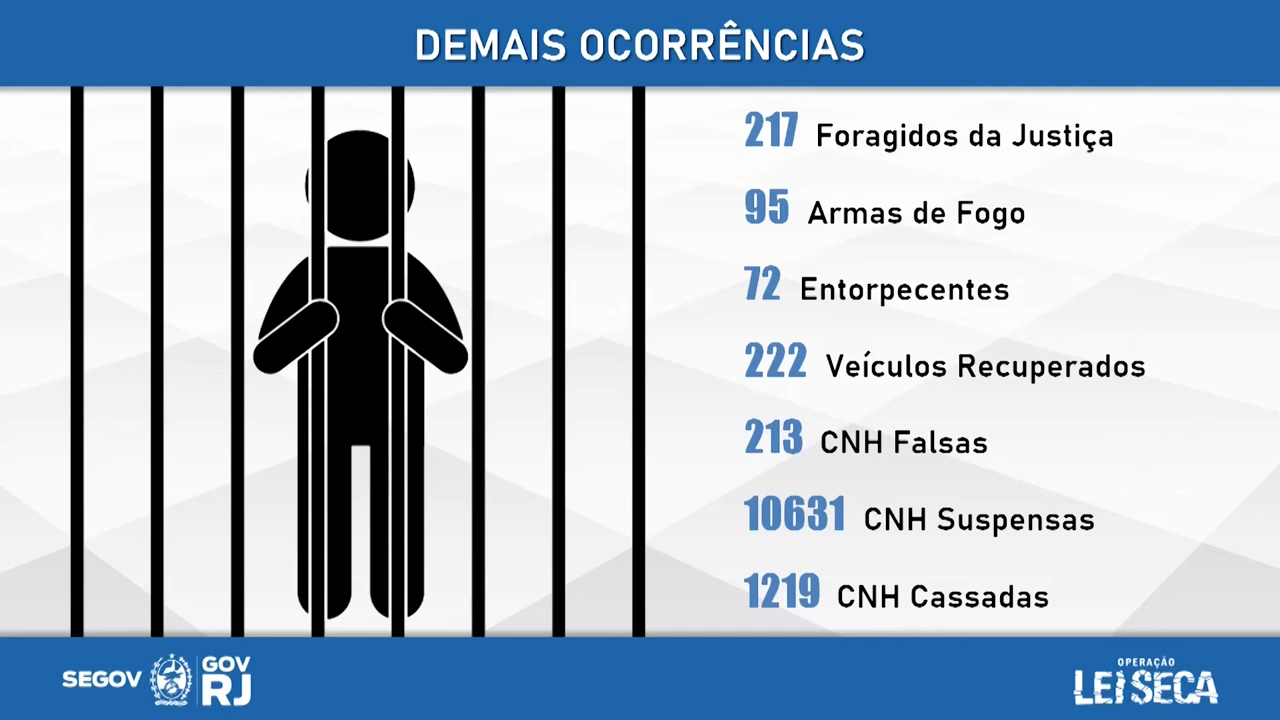 DEMAIS OCORRÊNCIAS
217 Foragidos da Justiça
95 Armas de Fogo
72 Entorpecentes
222 Veículos Recuperados
213 CNH Falsas
10631 CNH Suspensas
1219 CNH Cassadas
SEGOV
GOV
RJ
OPERAÇÃO
LEI SECA